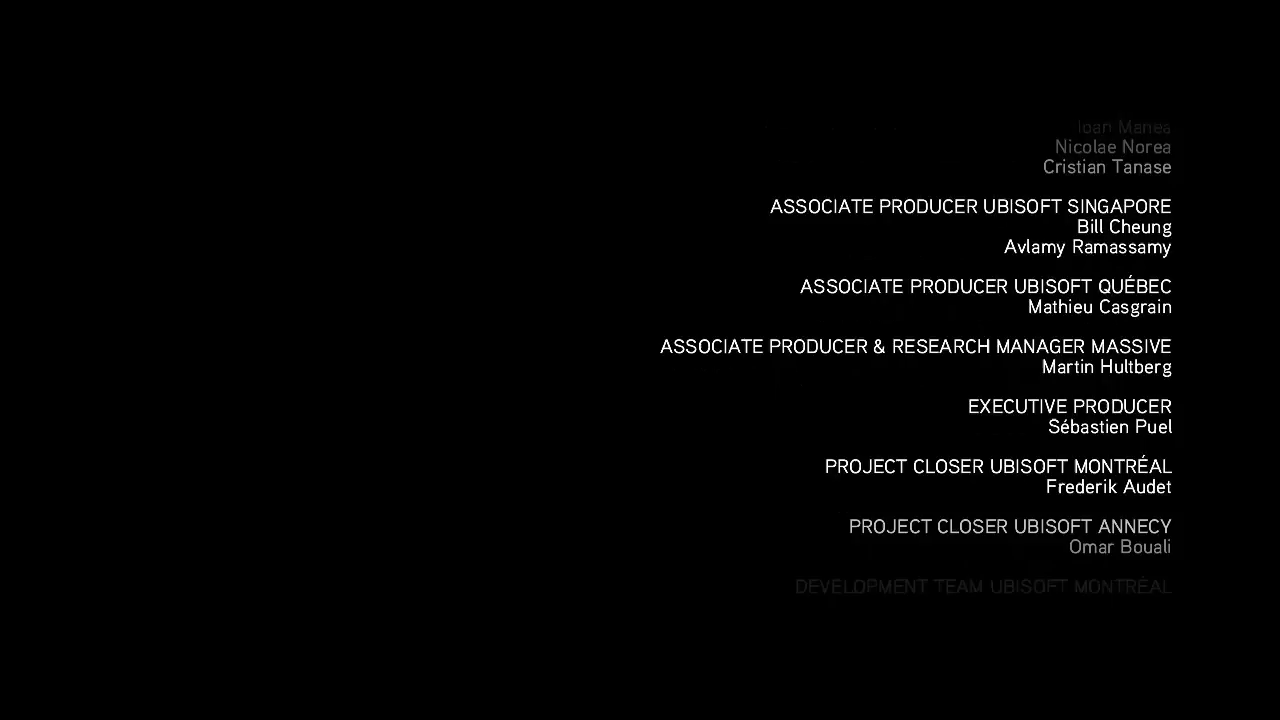 Ioan Manea
Nicolae Norea
Cristian Tanase
ASSOCIATE PRODUCER UBISOFT SINGAPORE
Bill Cheung
Avlamy Ramassamy
ASSOCIATE PRODUCER UBISOFT QUÉBEC
Mathieu Casgrain
ASSOCIATE PRODUCER & RESEARCH MANAGER MASSIVE
Martin Hultberg
EXECUTIVE PRODUCER
Sébastien Puel
PROJECT CLOSER UBISOFT MONTRÉAL
Frederik Audet
PROJECT CLOSER UBISOFT ANNECY
Omar Bouali
DEVELOPMENT TEAM UBISOFT MONTRÉAL